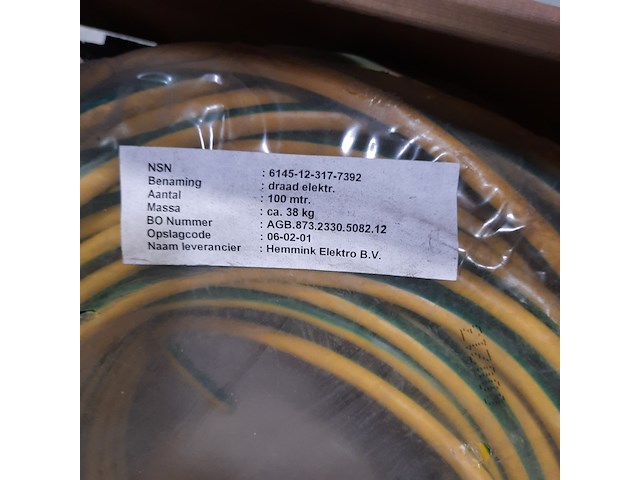 NSN : 6145-12-317-7392
Benaming : draad elektr.
Aantal : 100 mtr.
Massa : ca. 38 kg
BO Nummer : AGB.873.2330.5082.12
Opslagcode : 06-02-01
Naam leverancier : Hemmink Elektro B.V.